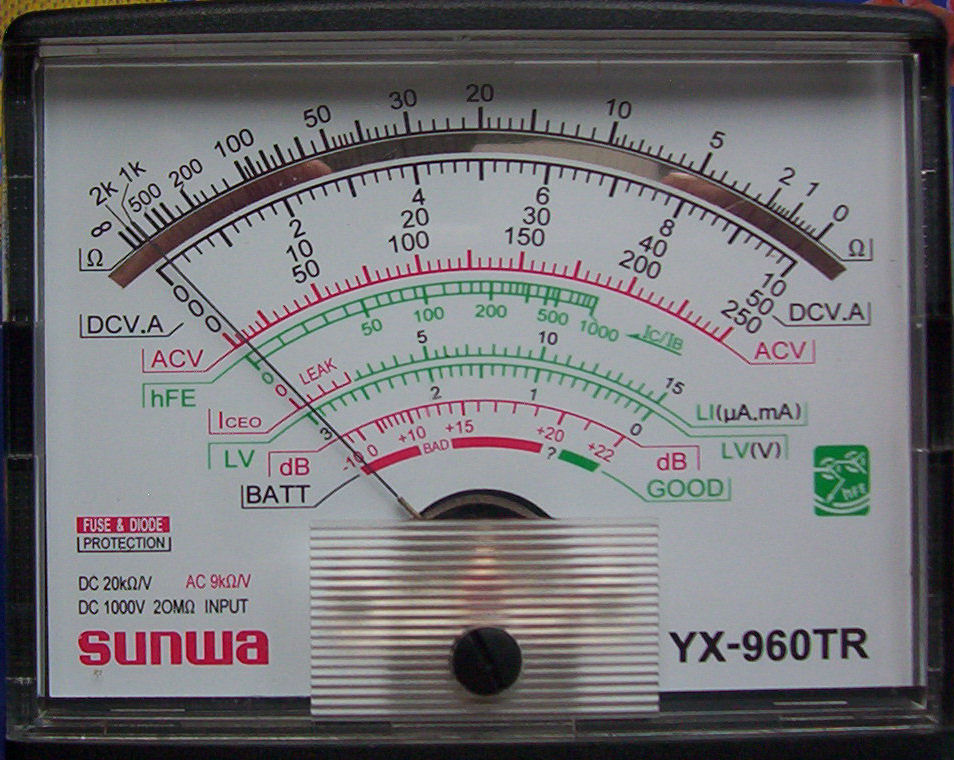 ∞ 2k 1k 500 200 100 50 30 20 10 5 2 1 0
Ω Ω
0 2 4 6 8 10
0 10 20 30 40 50
0 50 100 150 200 250
DCV.A DCV.A
ACV ACV
hFE 0 50 100 200 500 1000 IC/IB
ICEO 0 LEAK 5 10 15 LI(μA.mA)
LV 3 2 1 0 LV(V)
dB -10 0 +10 +15 +20 +22 dB
BATT BAD ? GOOD
hFE
FUSE & DIODE
PROTECTION
DC 20kΩ/V AC 9kΩ/V
DC 1000V 20MΩ INPUT
sunwa
YX-960TR